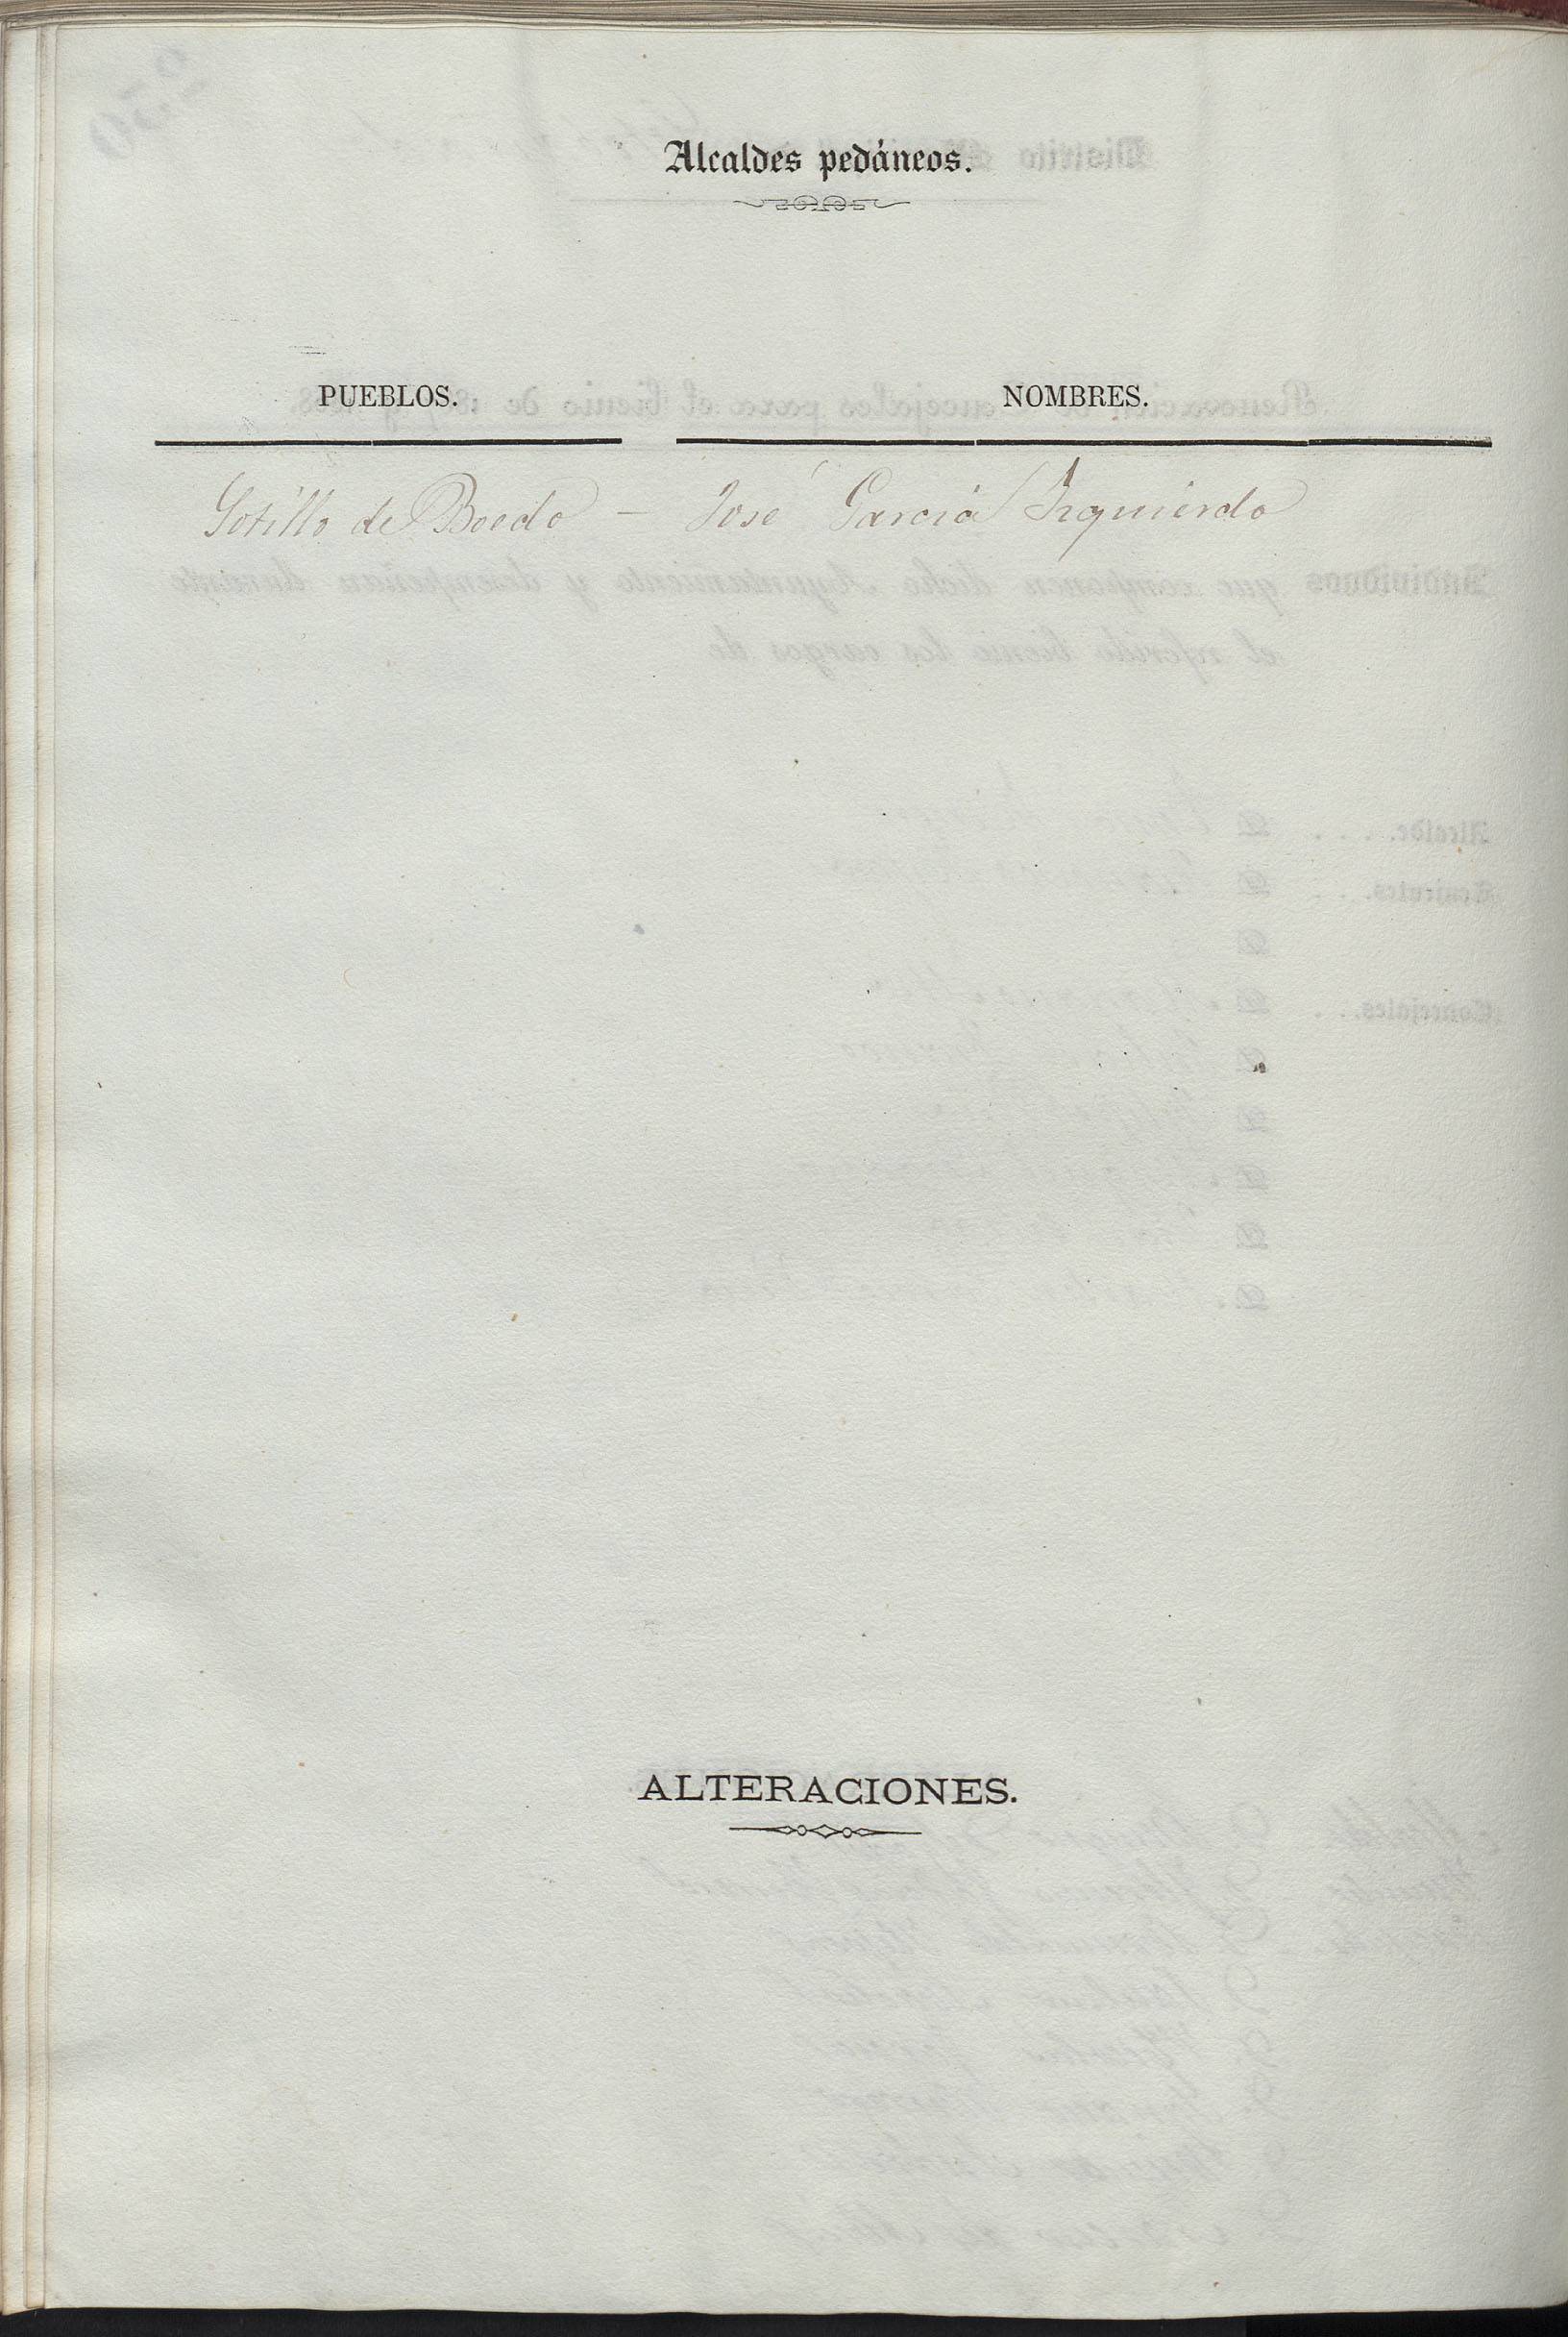 Alcaldes pedáneos.
PUEBLOS. NOMBRES.
Sotillo de Boedo — José García Izquierdo
ALTERACIONES.